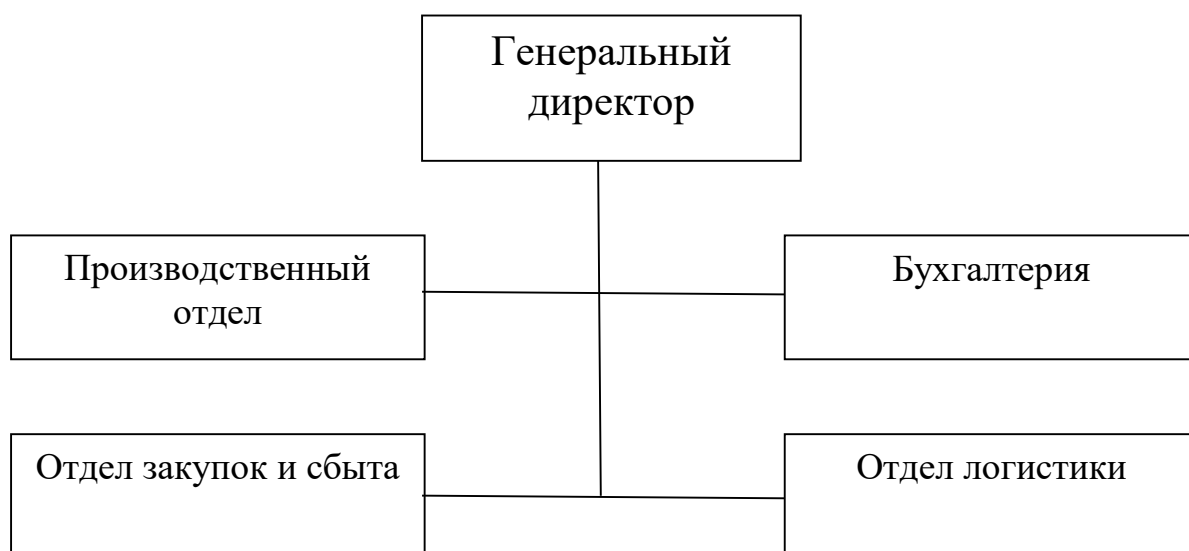 Генеральный
директор
Производственный
отдел
Бухгалтерия
Отдел закупок и сбыта
Отдел логистики